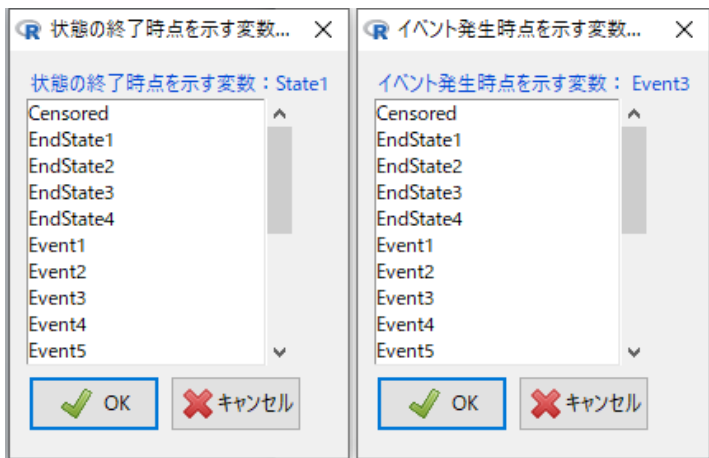 状態の終了時点を示す変数...
状態の終了時点を示す変数：State1
Censored
EndState1
EndState2
EndState3
EndState4
Event1
Event2
Event3
Event4
Event5
OK
キャンセル
イベント発生時点を示す変数...
イベント発生時点を示す変数： Event3
Censored
EndState1
EndState2
EndState3
EndState4
Event1
Event2
Event3
Event4
Event5
OK
キャンセル